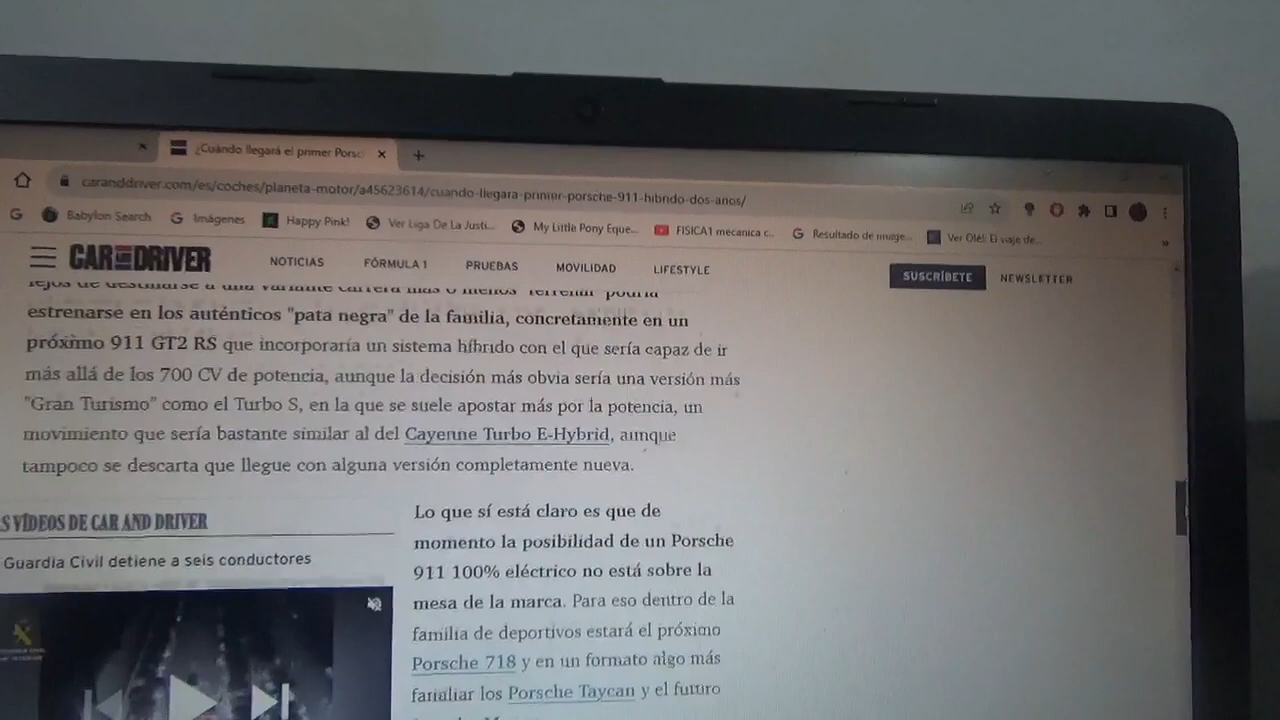 ¿Cuándo llegará el primer Porsc
caranddriver.com/es/coches/planeta-motor/a45623614/cuando-llegara-primer-porsche-911-hibrido-dos-anos/
Babylon Search
Imágenes
Happy Pink!
Ver Liga De La Justi...
My Little Pony Eque...
FISICA1 mecanica c...
Resultado de image...
Ver Olé! El viaje de...
»
CAR AND DRIVER
NOTICIAS
FÓRMULA 1
PRUEBAS
MOVILIDAD
LIFESTYLE
SUSCRÍBETE
NEWSLETTER
estrenarse en los auténticos "pata negra" de la familia, concretamente en un
próximo 911 GT2 RS que incorporaría un sistema híbrido con el que sería capaz de ir
más allá de los 700 CV de potencia, aunque la decisión más obvia sería una versión más
"Gran Turismo" como el Turbo S, en la que se suele apostar más por la potencia, un
movimiento que sería bastante similar al del Cayenne Turbo E-Hybrid, aunque
tampoco se descarta que llegue con alguna versión completamente nueva.
S VÍDEOS DE CAR AND DRIVER
Guardia Civil detiene a seis conductores
Lo que sí está claro es que de
momento la posibilidad de un Porsche
911 100% eléctrico no está sobre la
mesa de la marca. Para eso dentro de la
familia de deportivos estará el próximo
Porsche 718 y en un formato algo más
familiar los Porsche Taycan y el futuro